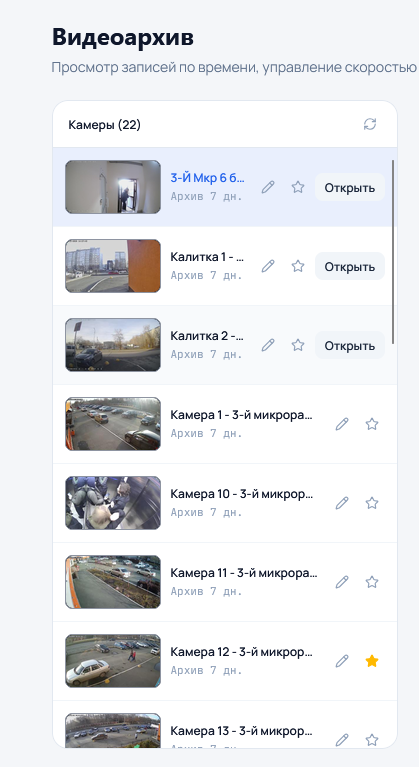 Видеоархив
Просмотр записей по времени, управление скоростью
Камеры (22)
3-Й Мкр 6 б...
Архив 7 дн.
Открыть
Калитка 1 - ...
Архив 7 дн.
Открыть
Калитка 2 -...
Архив 7 дн.
Открыть
Камера 1 - 3-й микрора...
Архив 7 дн.
Камера 10 - 3-й микрор...
Архив 7 дн.
Камера 11 - 3-й микрора...
Архив 7 дн.
Камера 12 - 3-й микрор...
Архив 7 дн.
Камера 13 - 3-й микрор...
Архив 7 дн.